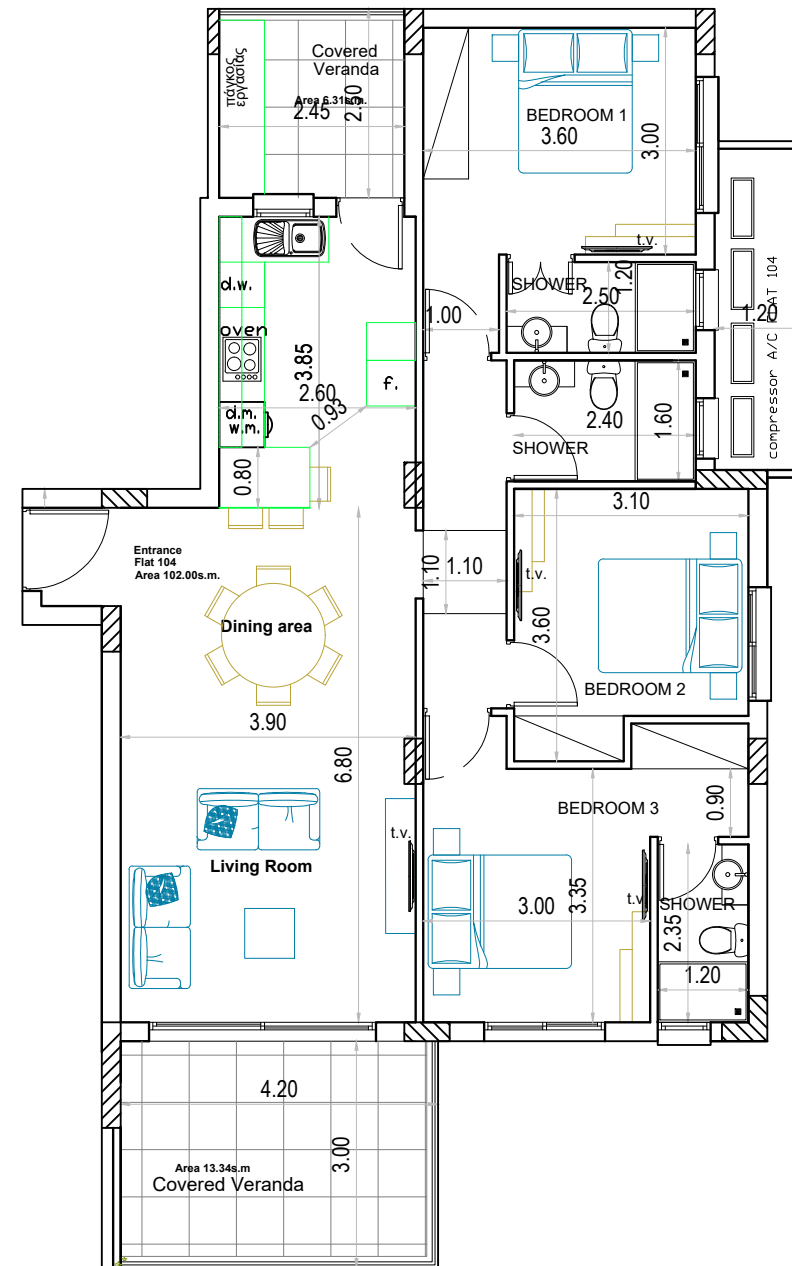 Covered
Veranda
Area 6.31s.m.
2.45
2.50
πάγκος
εργασίας
BEDROOM 1
3.60
3.00
t.v.
SHOWER
2.50
1.20
1.00
1.20
compressor A/C FLAT 104
d.w.
oven
3.85
2.60
0.93
f.
d.m.
w.m.
0.80
2.40
1.60
SHOWER
3.10
Entrance
Flat 104
Area 102.00s.m.
1.10
1.10
t.v.
3.60
Dining area
BEDROOM 2
3.90
6.80
BEDROOM 3
0.90
t.v.
Living Room
3.00
3.35
t.v.
SHOWER
2.35
1.20
4.20
3.00
Area 13.34s.m
Covered Veranda